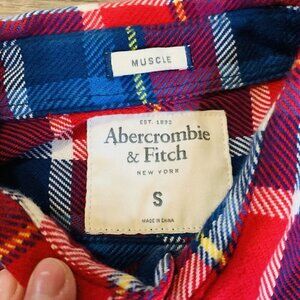 MUSCLE
EST. 1892
Abercrombie
& Fitch
NEW YORK
S
MADE IN CHINA